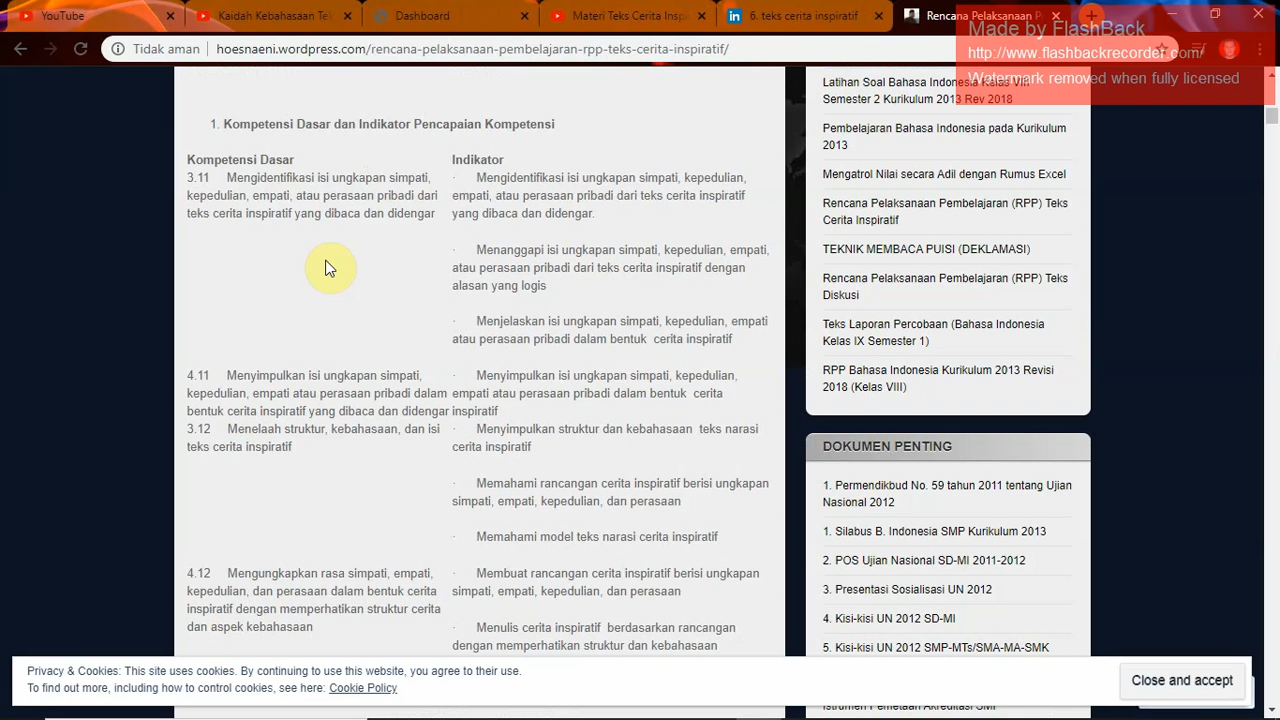 YouTube
Kaidah Kebahasaan Te
Dashboard
Materi Teks Cerita Inspi
6. teks cerita inspiratif
Rencana Pelaksanaan P
Made by FlashBack
http://www.flashbackrecorder.com/
Watermark removed when fully licensed
Tidak aman
hoesnaeni.wordpress.com/rencana-pelaksanaan-pembelajaran-rpp-teks-cerita-inspiratif/
1. Kompetensi Dasar dan Indikator Pencapaian Kompetensi
Kompetensi Dasar
3.11 Mengidentifikasi isi ungkapan simpati,
kepedulian, empati, atau perasaan pribadi dari
teks cerita inspiratif yang dibaca dan didengar
Indikator
· Mengidentifikasi isi ungkapan simpati, kepedulian,
empati, atau perasaan pribadi dari teks cerita inspiratif
yang dibaca dan didengar.
· Menanggapi isi ungkapan simpati, kepedulian, empati,
atau perasaan pribadi dari teks cerita inspiratif dengan
alasan yang logis
· Menjelaskan isi ungkapan simpati, kepedulian, empati
atau perasaan pribadi dalam bentuk cerita inspiratif
4.11 Menyimpulkan isi ungkapan simpati,
kepedulian, empati atau perasaan pribadi dalam
bentuk cerita inspiratif yang dibaca dan didengar
· Menyimpulkan isi ungkapan simpati, kepedulian,
empati atau perasaan pribadi dalam bentuk cerita
inspiratif
3.12 Menelaah struktur, kebahasaan, dan isi
teks cerita inspiratif
· Menyimpulkan struktur dan kebahasaan teks narasi
cerita inspiratif
· Memahami rancangan cerita inspiratif berisi ungkapan
simpati, empati, kepedulian, dan perasaan
· Memahami model teks narasi cerita inspiratif
4.12 Mengungkapkan rasa simpati, empati,
kepedulian, dan perasaan dalam bentuk cerita
inspiratif dengan memperhatikan struktur cerita
dan aspek kebahasaan
· Membuat rancangan cerita inspiratif berisi ungkapan
simpati, empati, kepedulian, dan perasaan
· Menulis cerita inspiratif berdasarkan rancangan
dengan memperhatikan struktur dan kebahasaan
Latihan Soal Bahasa Indonesia Kelas VIII
Semester 2 Kurikulum 2013 Rev 2018
Pembelajaran Bahasa Indonesia pada Kurikulum
2013
Mengatrol Nilai secara Adil dengan Rumus Excel
Rencana Pelaksanaan Pembelajaran (RPP) Teks
Cerita Inspiratif
TEKNIK MEMBACA PUISI (DEKLAMASI)
Rencana Pelaksanaan Pembelajaran (RPP) Teks
Diskusi
Teks Laporan Percobaan (Bahasa Indonesia
Kelas IX Semester 1)
RPP Bahasa Indonesia Kurikulum 2013 Revisi
2018 (Kelas VIII)
DOKUMEN PENTING
1. Permendikbud No. 59 tahun 2011 tentang Ujian
Nasional 2012
1. Silabus B. Indonesia SMP Kurikulum 2013
2. POS Ujian Nasional SD-MI 2011-2012
3. Presentasi Sosialisasi UN 2012
4. Kisi-kisi UN 2012 SD-MI
5. Kisi-kisi UN 2012 SMP-MTs/SMA-MA-SMK
Instrumen Pemetaan Akreditasi SMP
Privacy & Cookies: This site uses cookies. By continuing to use this website, you agree to their use.
To find out more, including how to control cookies, see here: Cookie Policy
Close and accept